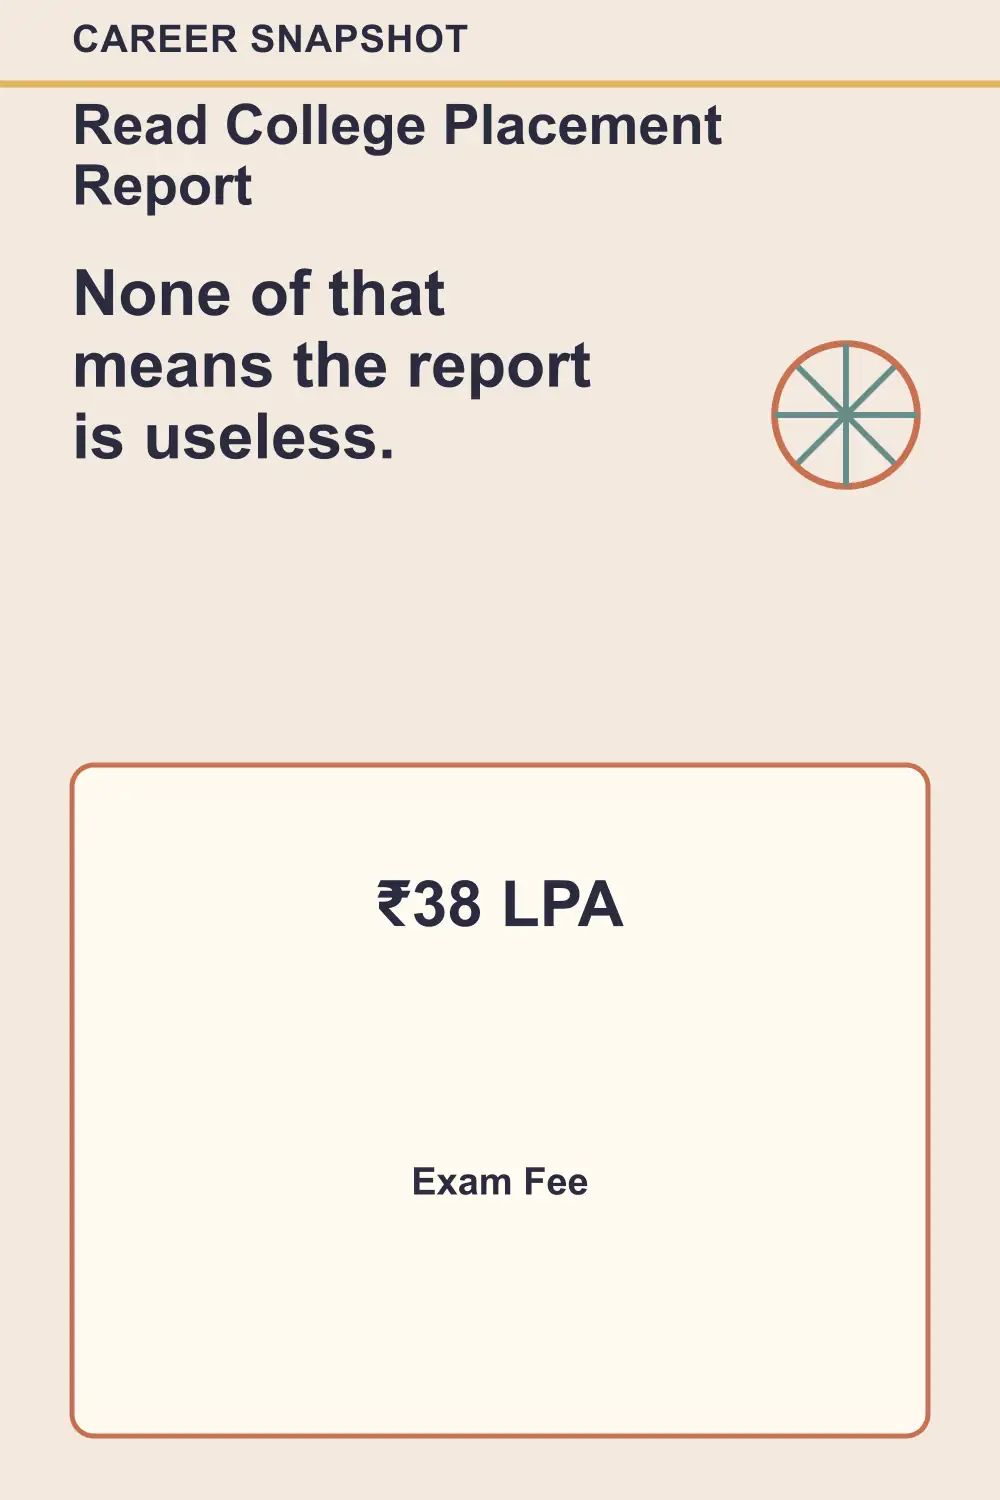 CAREER SNAPSHOT
Read College Placement
Report
None of that
means the report
is useless.
₹38 LPA
Exam Fee